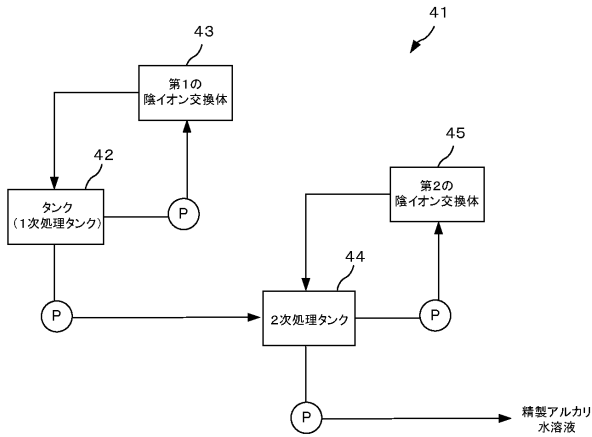 41
43
第1の
陰イオン交換体
42
タンク
(1次処理タンク)
P
45
第2の
陰イオン交換体
44
2次処理タンク
P
P
P
精製アルカリ
水溶液